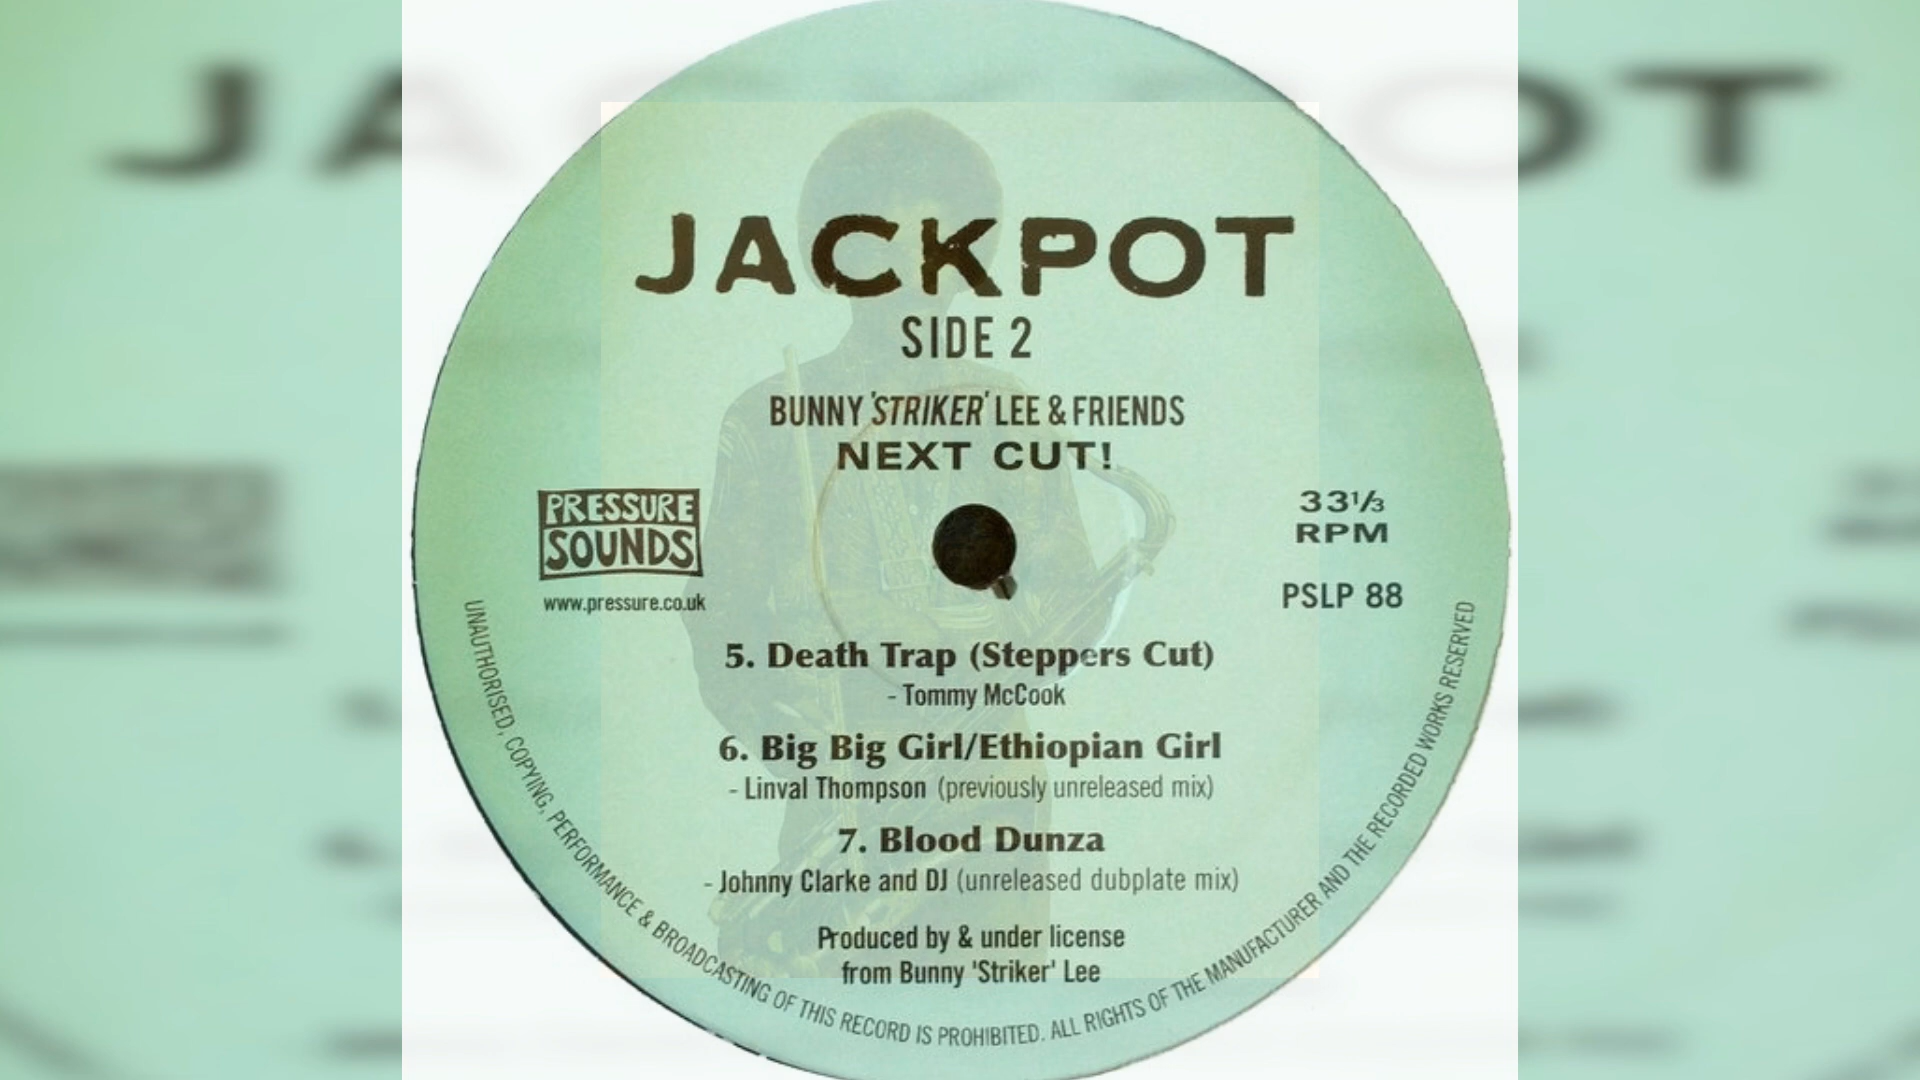 JACKPOT
SIDE 2
BUNNY 'STRIKER' LEE & FRIENDS
NEXT CUT!
PRESSURE
SOUNDS
www.pressure.co.uk
33 1/3
RPM
PSLP 88
5. Death Trap (Steppers Cut)
- Tommy McCook
6. Big Big Girl/Ethiopian Girl
- Linval Thompson (previously unreleased mix)
7. Blood Dunza
- Johnny Clarke and DJ (unreleased dubplate mix)
Produced by & under license
from Bunny 'Striker' Lee
UNAUTHORISED, COPYING, PERFORMANCE & BROADCASTING OF THIS RECORD IS PROHIBITED. ALL RIGHTS OF THE MANUFACTURER AND THE RECORDED WORKS RESERVED